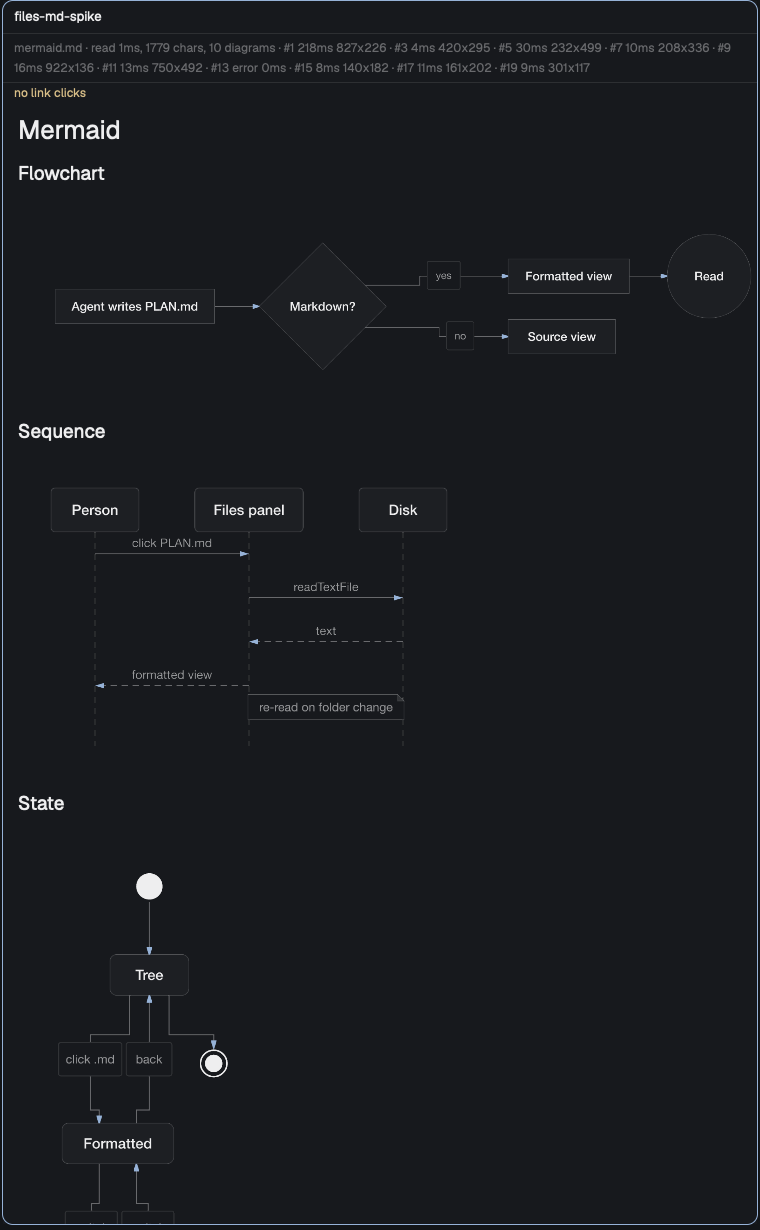 files-md-spike
mermaid.md · read 1ms, 1779 chars, 10 diagrams · #1 218ms 827x226 · #3 4ms 420x295 · #5 30ms 232x499 · #7 10ms 208x336 · #9
16ms 922x136 · #11 13ms 750x492 · #13 error 0ms · #15 8ms 140x182 · #17 11ms 161x202 · #19 9ms 301x117
no link clicks
Mermaid
Flowchart
Agent writes PLAN.md
Markdown?
yes
Formatted view
Read
no
Source view
Sequence
Person
Files panel
Disk
click PLAN.md
readTextFile
text
formatted view
re-read on folder change
State
Tree
click .md
back
Formatted